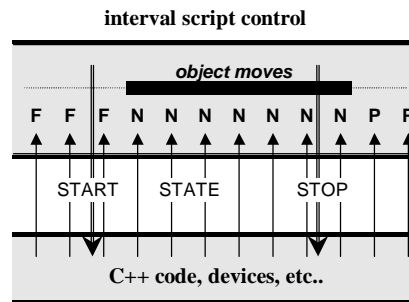 interval script control
object moves
F F F N N N N N N N P
START STATE STOP
C++ code, devices, etc..